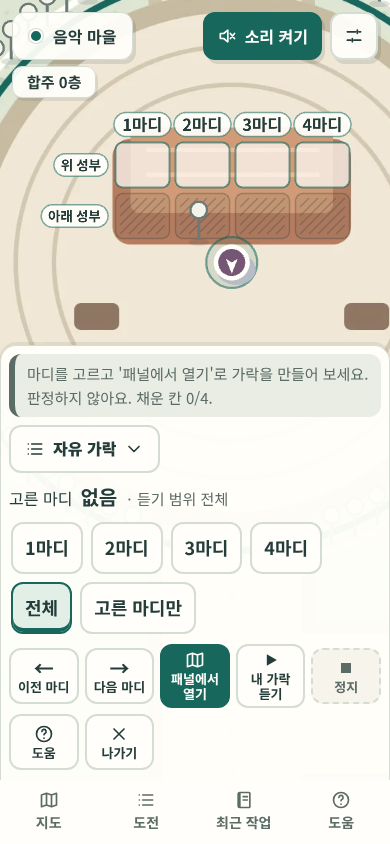 음악 마을
소리 켜기
합주 0층
1마디 2마디 3마디 4마디
위 성부
아래 성부
마디를 고르고 '패널에서 열기'로 가락을 만들어 보세요.
판정하지 않아요. 채운 칸 0/4.
자유 가락
고른 마디 없음 · 듣기 범위 전체
1마디 2마디 3마디 4마디
전체 고른 마디만
이전 마디 다음 마디 패널에서 열기 내 가락 듣기 정지
도움 나가기
지도 도전 최근 작업 도움